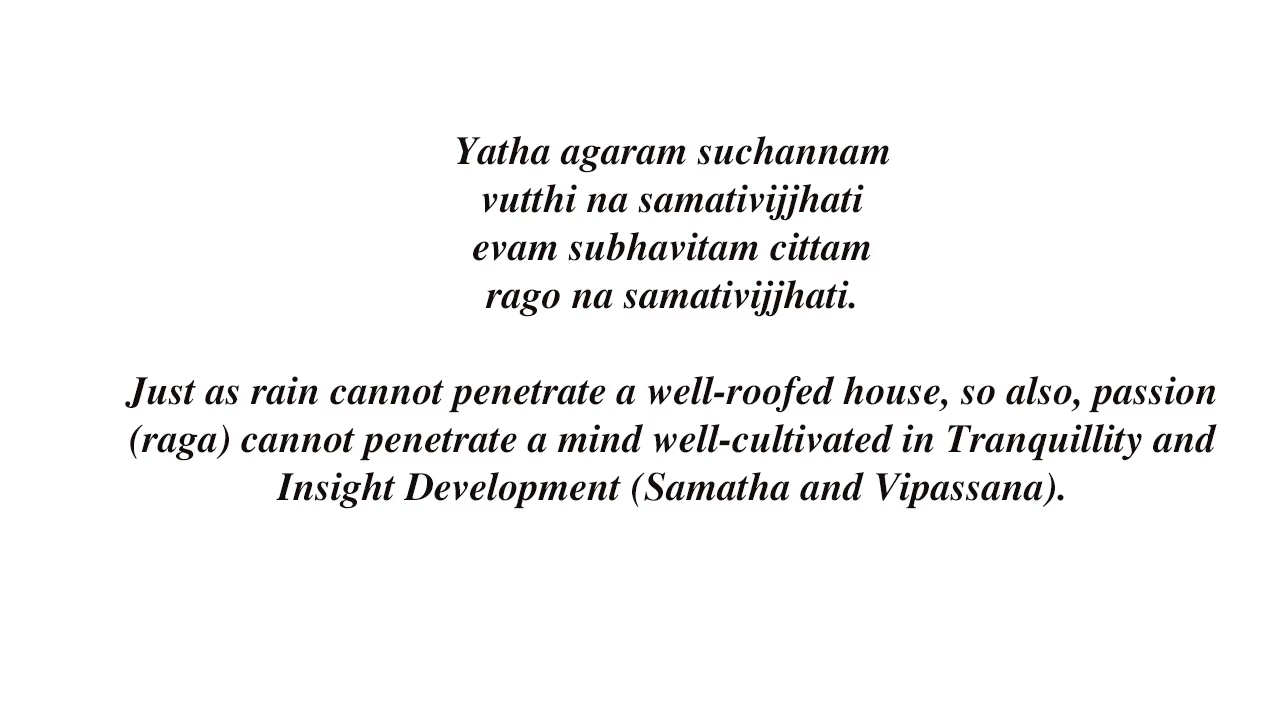 Yatha agaram suchannam
vutthi na samativijjhati
evam subhavitam cittam
rago na samativijjhati.
Just as rain cannot penetrate a well-roofed house, so also, passion
(raga) cannot penetrate a mind well-cultivated in Tranquillity and
Insight Development (Samatha and Vipassana).